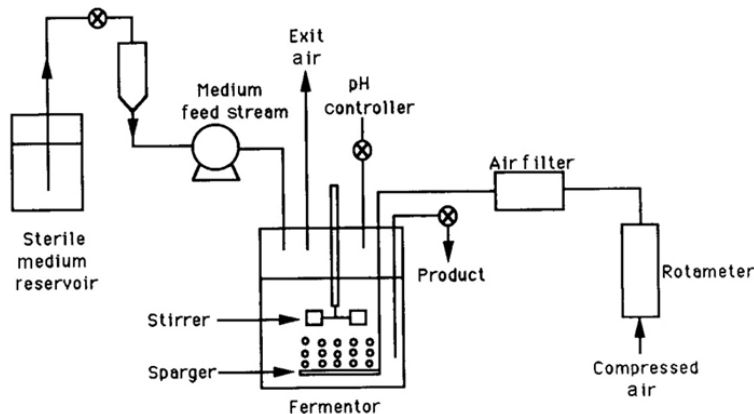 Exit
air
pH
controller
Medium
feed stream
Air filter
Sterile
medium
reservoir
Product
Rotameter
Stirrer
Sparger
Compressed
air
Fermentor